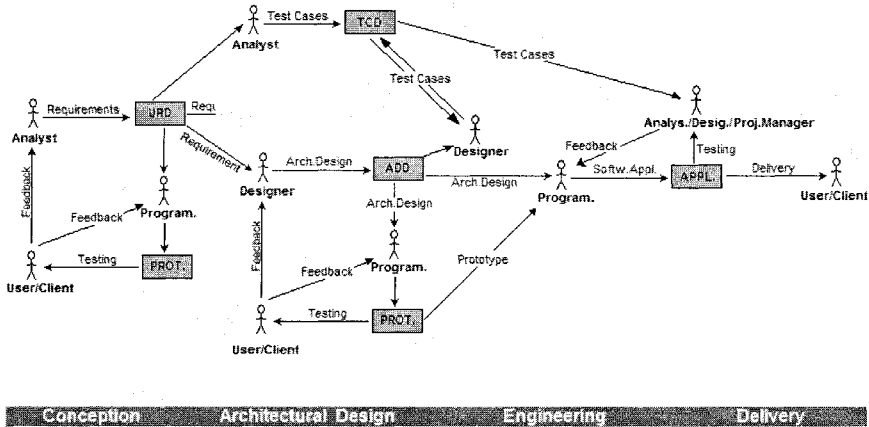 Test Cases
TCD
Analyst
Test Cases
Test Cases
Requirements
URD
Requ
Analyst
Analys./Desig./Proj.Manager
Requirement
Designer
Feedback
Testing
Arch.Design
ADD
Designer
Arch.Design
Program.
Softw.Appl.
APPL.
Delivery
User/Client
Feedback
Feedback
Program.
Arch.Design
Testing
PROT.
User/Client
Feedback
Feedback
Program.
Prototype
Testing
PROT.
User/Client
Conception
Architectural Design
Engineering
Delivery